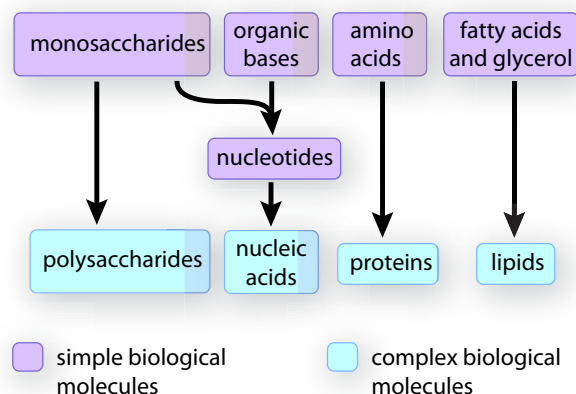 monosaccharides
organic
bases
amino
acids
fatty acids
and glycerol
nucleotides
polysaccharides
nucleic
acids
proteins
lipids
simple biological
molecules
complex biological
molecules